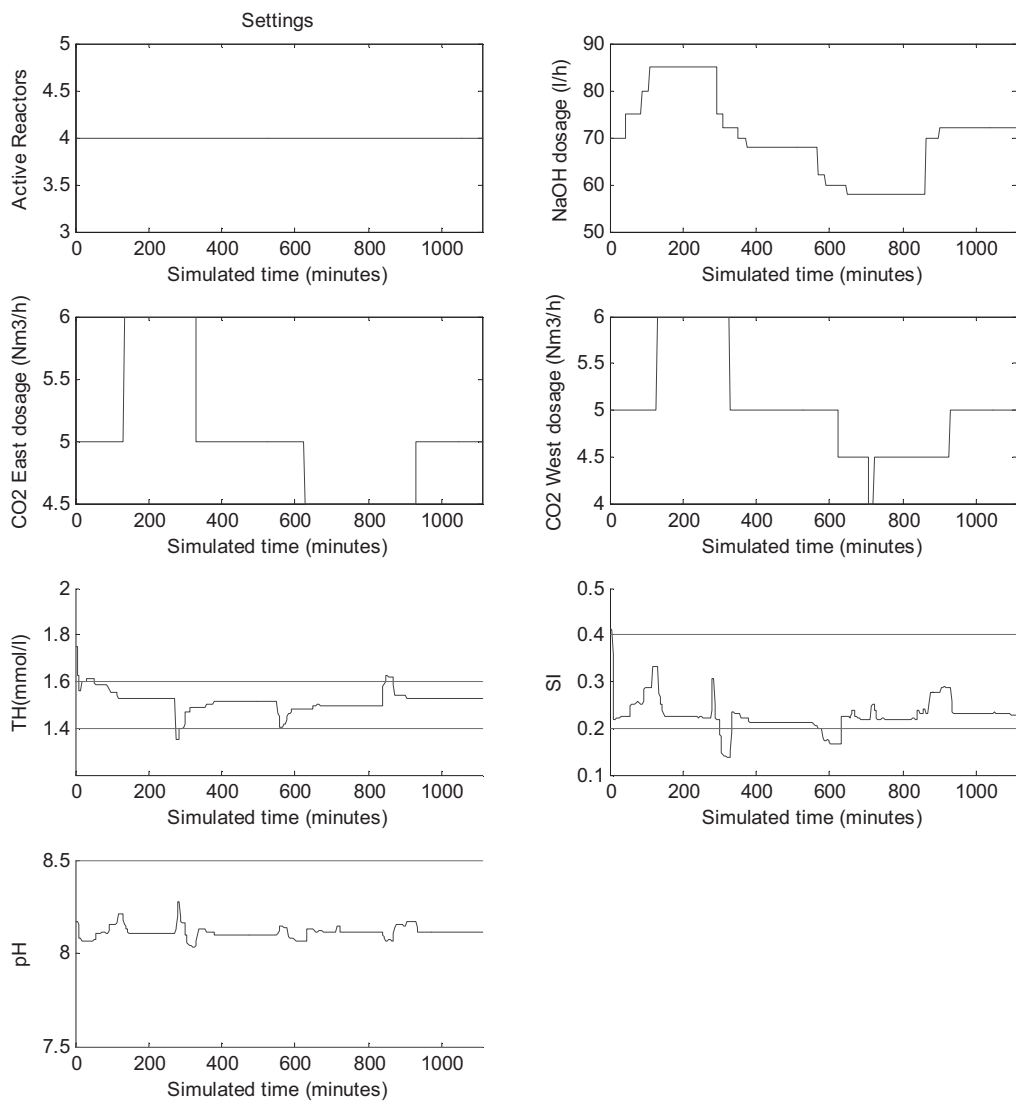 Settings
Active Reactors
5
4.5
4
3.5
3
0 200 400 600 800 1000
Simulated time (minutes)
NaOH dosage (l/h)
90
80
70
60
50
0 200 400 600 800 1000
Simulated time (minutes)
CO2 East dosage (Nm3/h)
6
5.5
5
4.5
0 200 400 600 800 1000
Simulated time (minutes)
CO2 West dosage (Nm3/h)
6
5.5
5
4.5
4
0 200 400 600 800 1000
Simulated time (minutes)
TH(mmol/l)
2
1.8
1.6
1.4
0 200 400 600 800 1000
Simulated time (minutes)
SI
0.5
0.4
0.3
0.2
0.1
0 200 400 600 800 1000
Simulated time (minutes)
pH
8.5
8
7.5
0 200 400 600 800 1000
Simulated time (minutes)